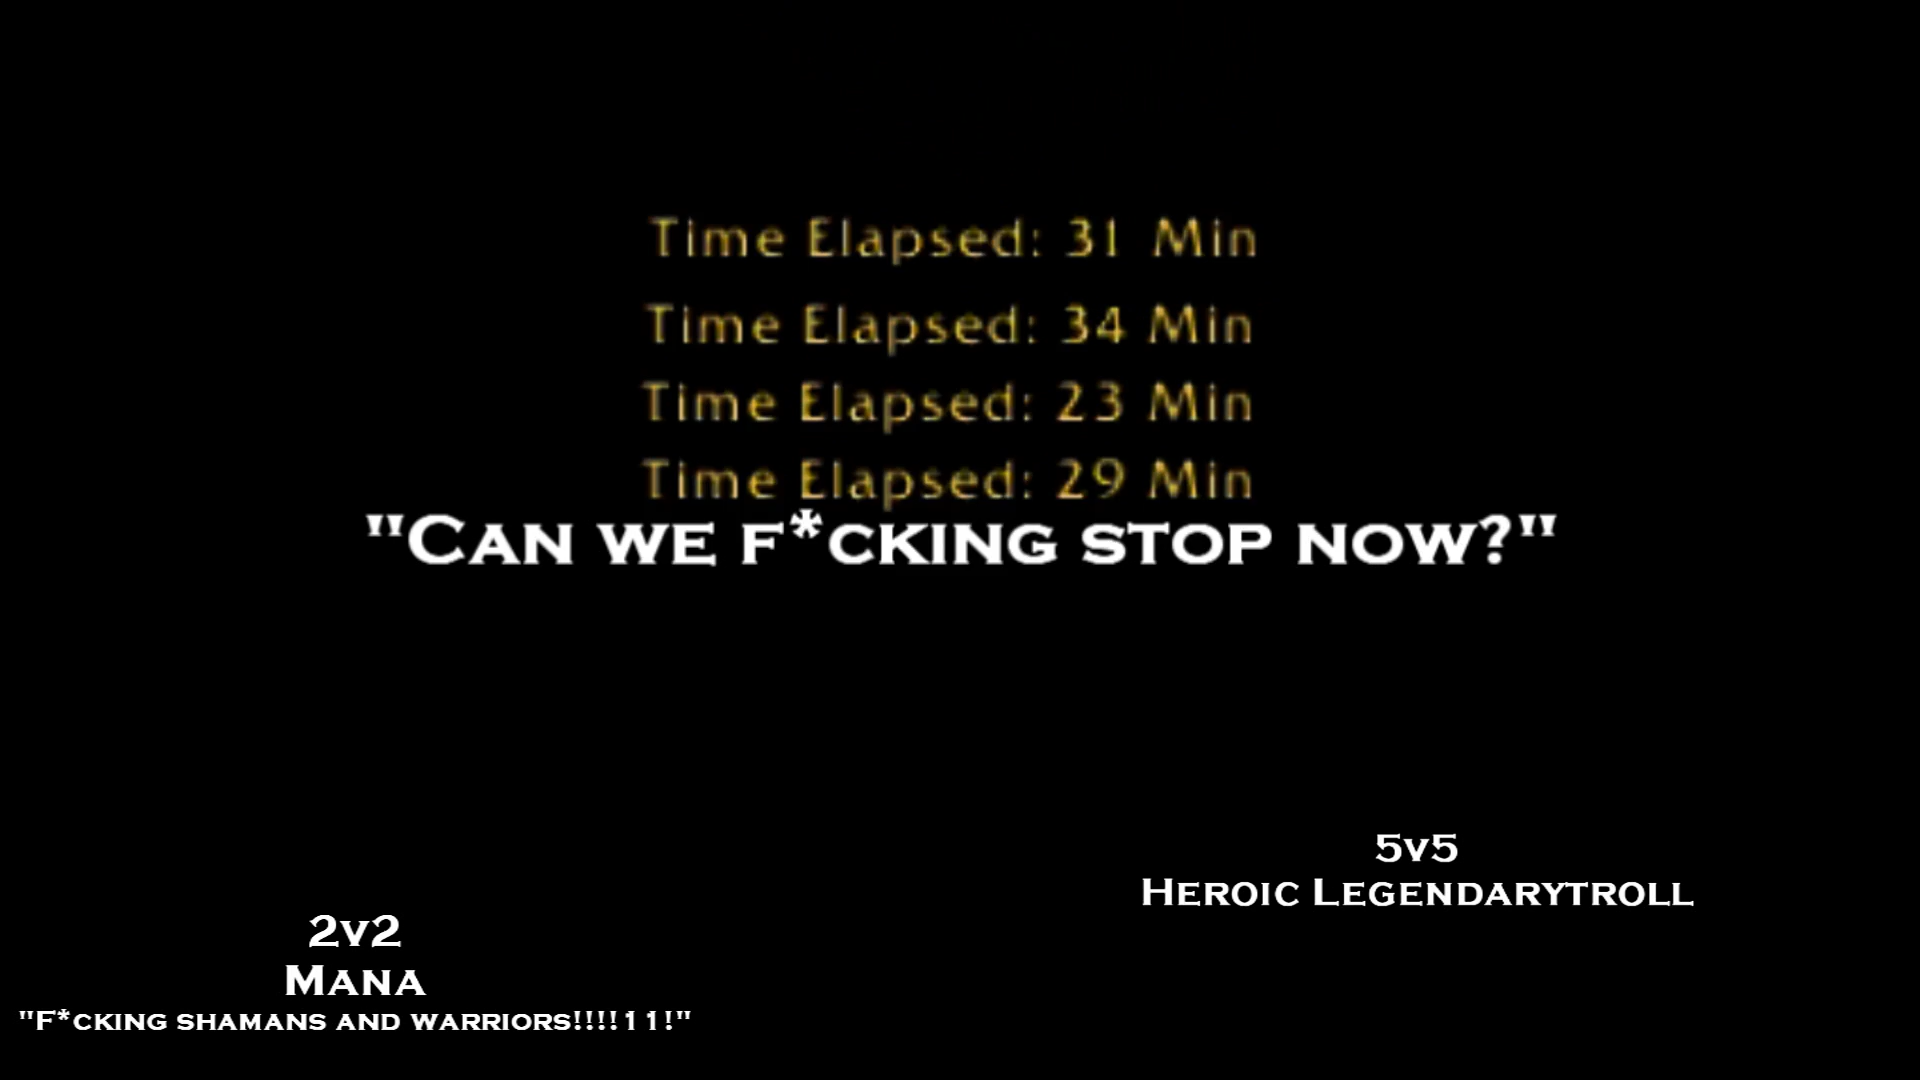 Time Elapsed: 31 Min
Time Elapsed: 34 Min
Time Elapsed: 23 Min
Time Elapsed: 29 Min
"Can we f*cking stop now?"
5v5
Heroic Legendarytroll
2v2
Mana
"F*cking shamans and warriors!!!!11!"